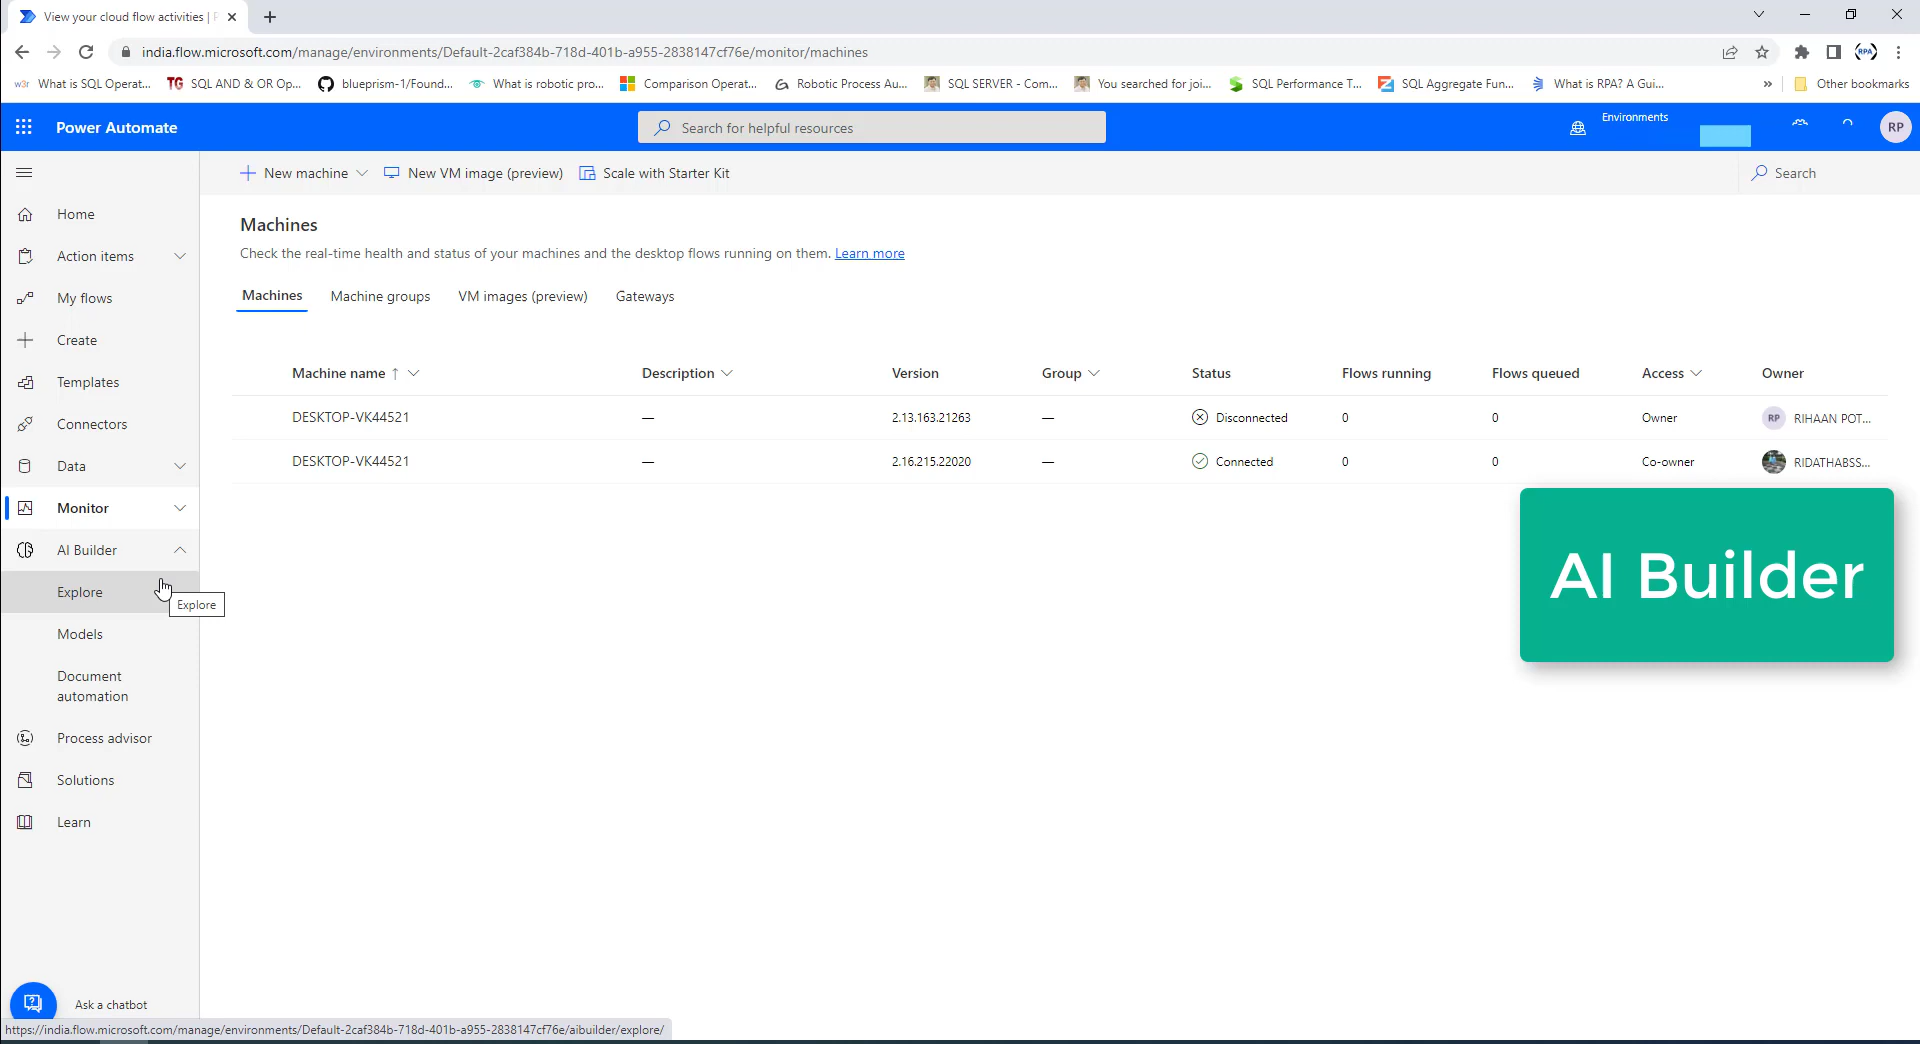 View your cloud flow activities |
india.flow.microsoft.com/manage/environments/Default-2caf384b-718d-401b-a955-2838147cf76e/monitor/machines
(RPA)
w3r What is SQL Operat...
TG SQL AND & OR Op...
blueprism-1/Found...
What is robotic pro...
Comparison Operat...
Robotic Process Au...
SQL SERVER - Com...
You searched for joi...
SQL Performance T...
SQL Aggregate Fun...
What is RPA? A Gui...
»
Other bookmarks
Power Automate
Search for helpful resources
Environments
RP
New machine
New VM image (preview)
Scale with Starter Kit
Search
Home
Action items
My flows
Create
Templates
Connectors
Data
Monitor
AI Builder
Explore
Explore
Models
Document
automation
Process advisor
Solutions
Learn
Ask a chatbot
Machines
Check the real-time health and status of your machines and the desktop flows running on them. Learn more
Machines Machine groups VM images (preview) Gateways
Machine name ↑ Description Version Group Status Flows running Flows queued Access Owner
DESKTOP-VK44521 — 2.13.163.21263 — Disconnected 0 0 Owner RP RIHAAN POT...
DESKTOP-VK44521 — 2.16.215.22020 — Connected 0 0 Co-owner RIDATHABSS...
AI Builder
https://india.flow.microsoft.com/manage/environments/Default-2caf384b-718d-401b-a955-2838147cf76e/aibuilder/explore/